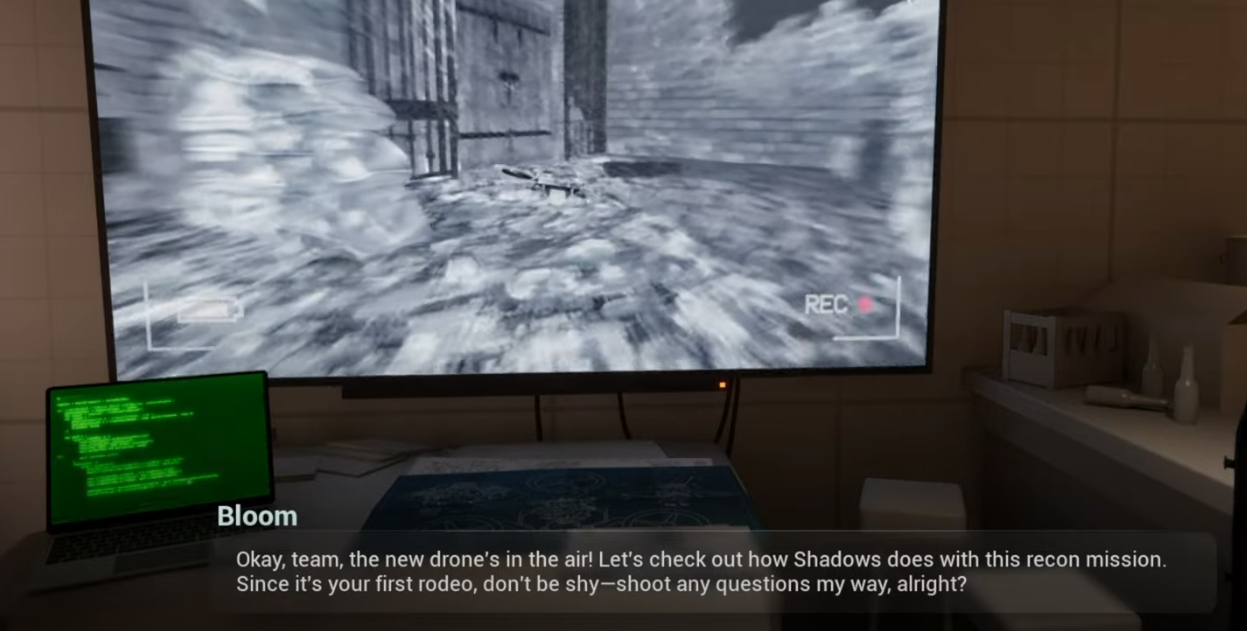 REC
Bloom
Okay, team, the new drone's in the air! Let's check out how Shadows does with this recon mission.
Since it's your first rodeo, don't be shy—shoot any questions my way, alright?